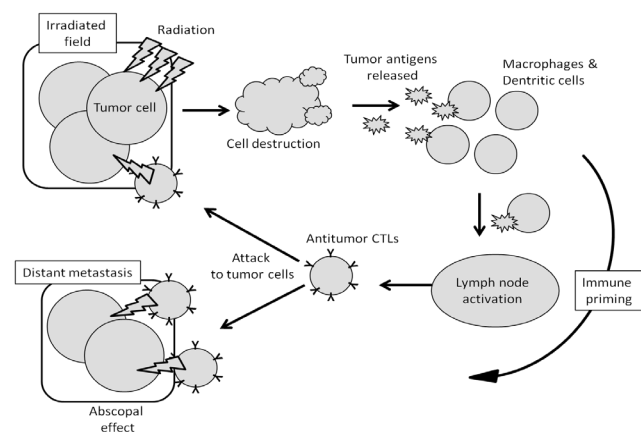 Irradiated
field
Radiation
Tumor cell
Cell destruction
Tumor antigens
released
Macrophages &
Dentritic cells
Immune
priming
Lymph node
activation
Antitumor CTLs
Attack
to tumor cells
Distant metastasis
Abscopal
effect